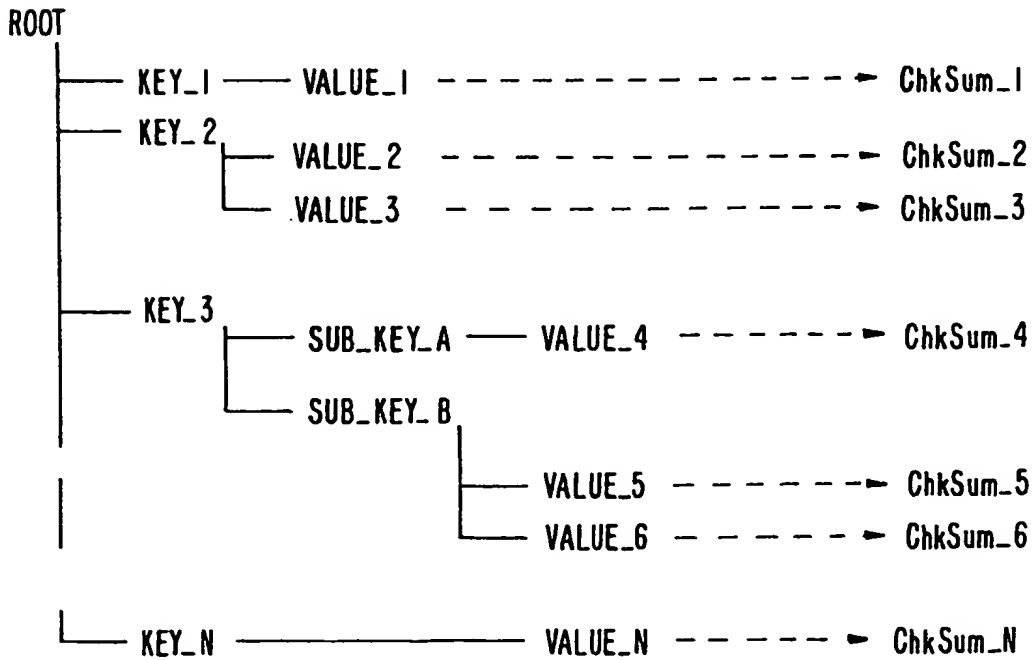 ROOT
KEY_1 VALUE_1 ChkSum_1
KEY_2
VALUE_2 ChkSum_2
VALUE_3 ChkSum_3
KEY_3
SUB_KEY_A VALUE_4 ChkSum_4
SUB_KEY_B
VALUE_5 ChkSum_5
VALUE_6 ChkSum_6
KEY_N VALUE_N ChkSum_N